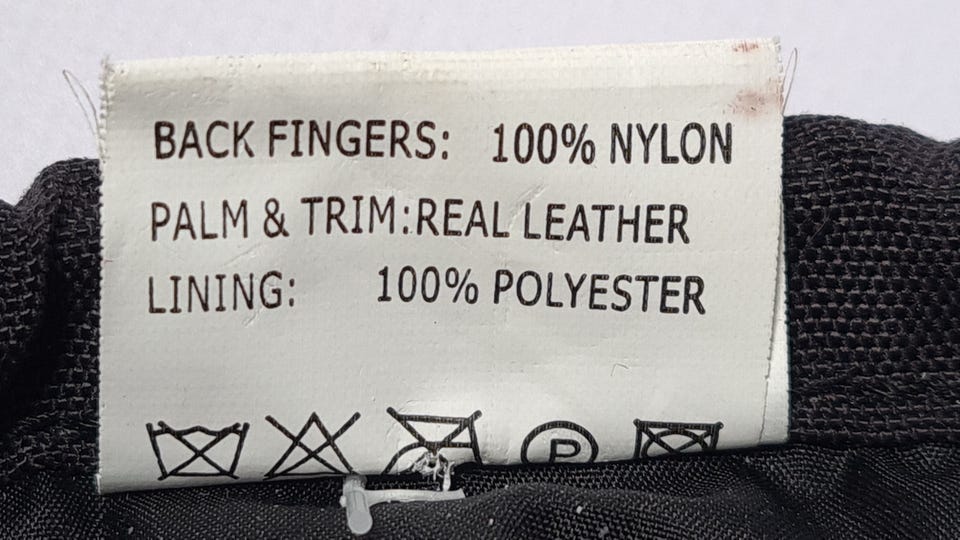 BACK FINGERS: 100% NYLON
PALM & TRIM:REAL LEATHER
LINING: 100% POLYESTER
P